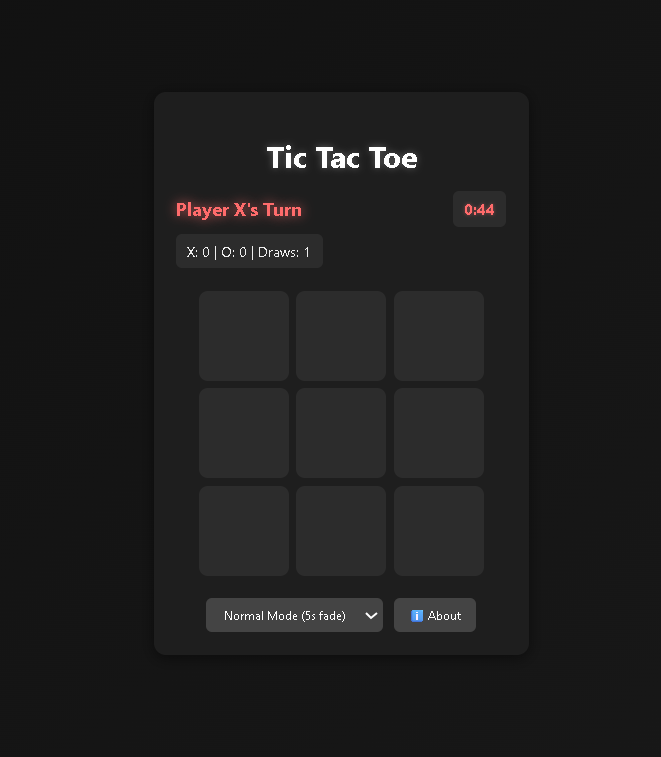 Tic Tac Toe
Player X's Turn
0:44
X: 0 | O: 0 | Draws: 1
Normal Mode (5s fade)
ℹ️ About